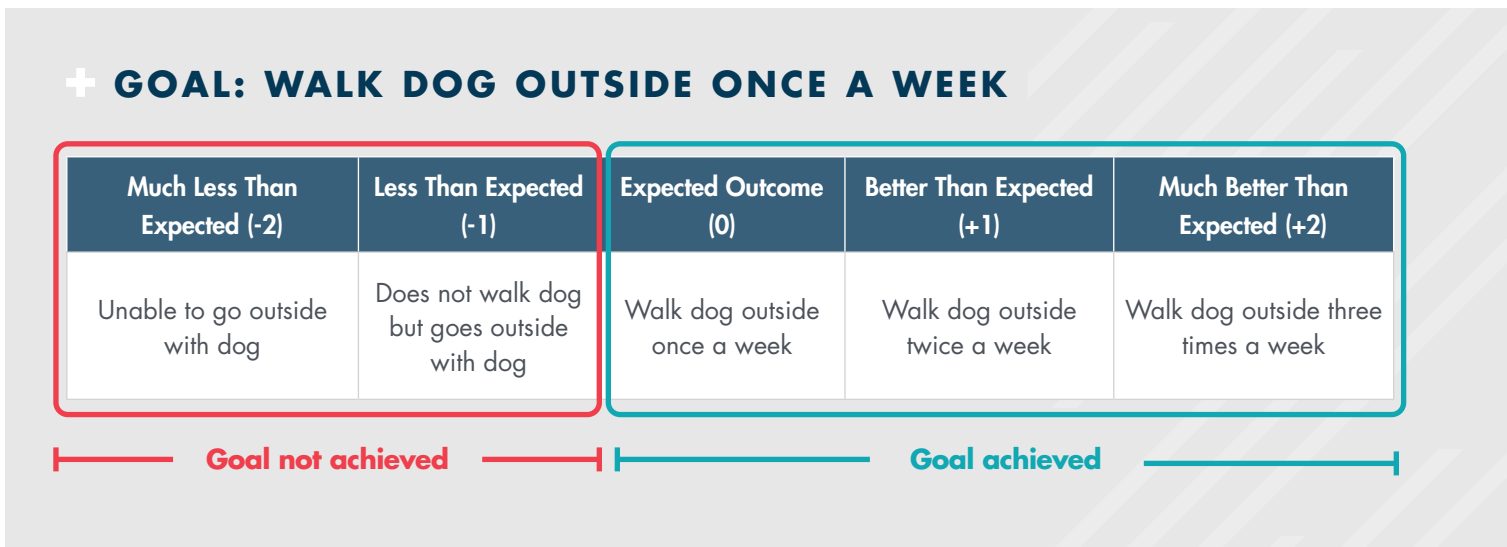 GOAL: WALK DOG OUTSIDE ONCE A WEEK
Much Less Than
Expected (-2)
Less Than Expected
(-1)
Expected Outcome
(0)
Better Than Expected
(+1)
Much Better Than
Expected (+2)
Unable to go outside
with dog
Does not walk dog
but goes outside
with dog
Walk dog outside
once a week
Walk dog outside
twice a week
Walk dog outside three
times a week
Goal not achieved
Goal achieved